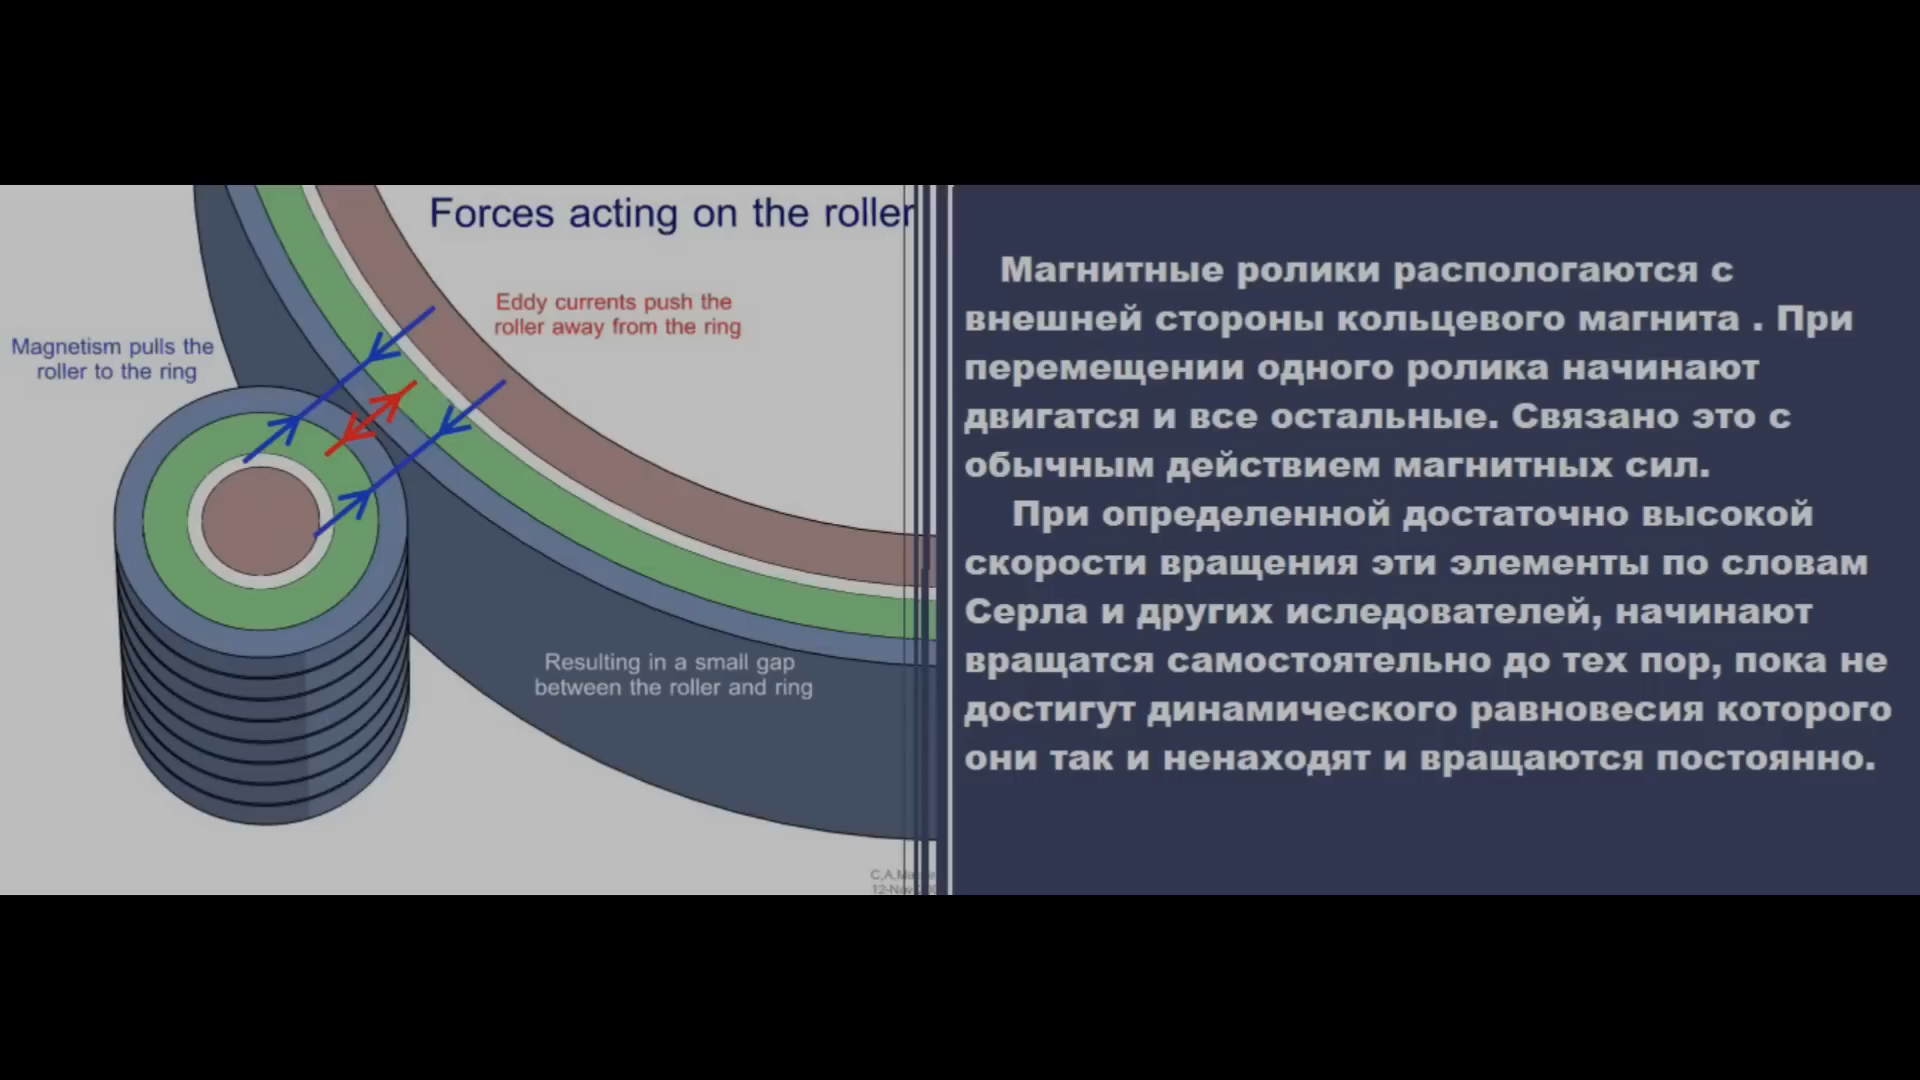 Forces acting on the roller
Eddy currents push the
roller away from the ring
Magnetism pulls the
roller to the ring
Resulting in a small gap
between the roller and ring
Магнитные ролики распологаются с
внешней стороны кольцевого магнита . При
перемещении одного ролика начинают
двигатся и все остальные. Связано это с
обычным действием магнитных сил.
При определенной достаточно высокой
скорости вращения эти элементы по словам
Серла и других иследователей, начинают
вращатся самостоятельно до тех пор, пока не
достигут динамического равновесия которого
они так и ненаходят и вращаются постоянно.